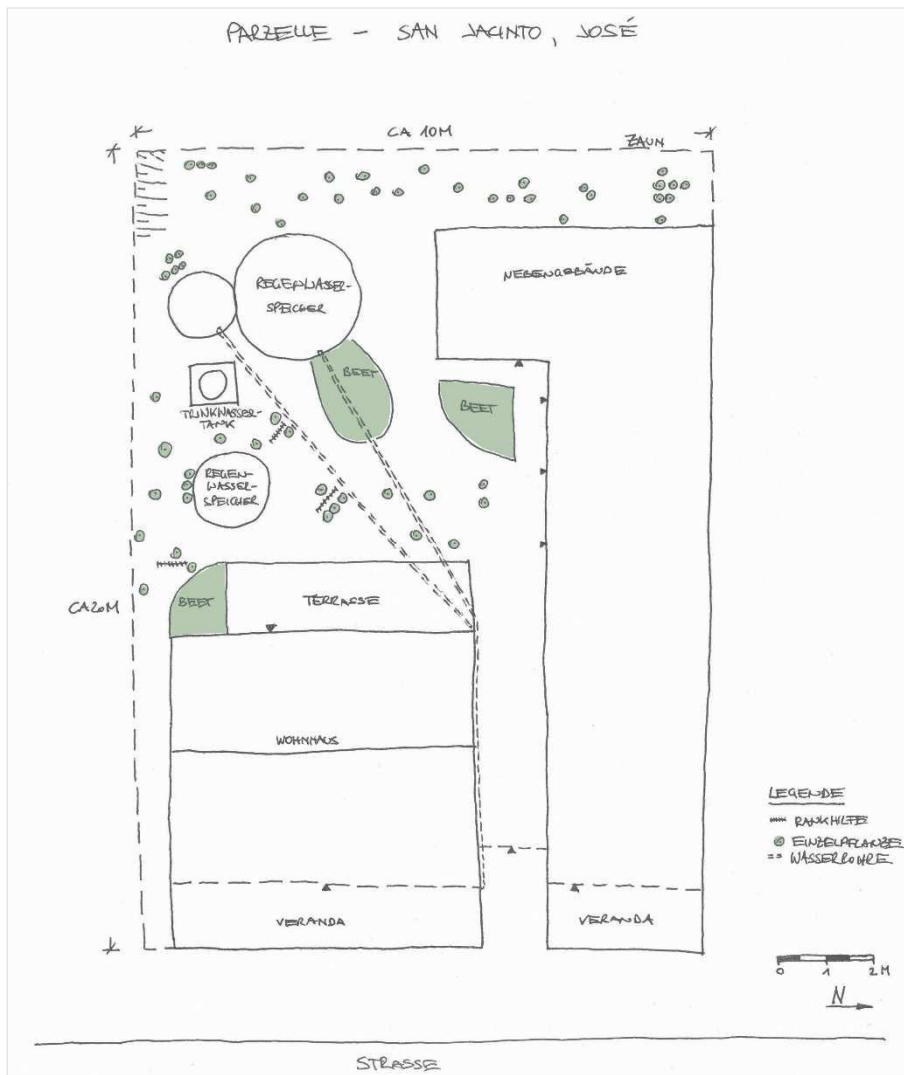 PARZELLE - SAN JACINTO, JOSÉ
CA 10M
ZAUN
NEBENGEBÄUDE
REGENWASSER-
SPEICHER
BEET
BEET
TRINKWASSER-
TANK
REGEN-
WASSER-
SPEICHER
CA 20M
BEET
TERRASSE
WOHNHAUS
LEGENDE
RANKHILFE
EINZELPFLANZE
WASSERROHRE
VERANDA
VERANDA
0 1 2 M
N
STRASSE